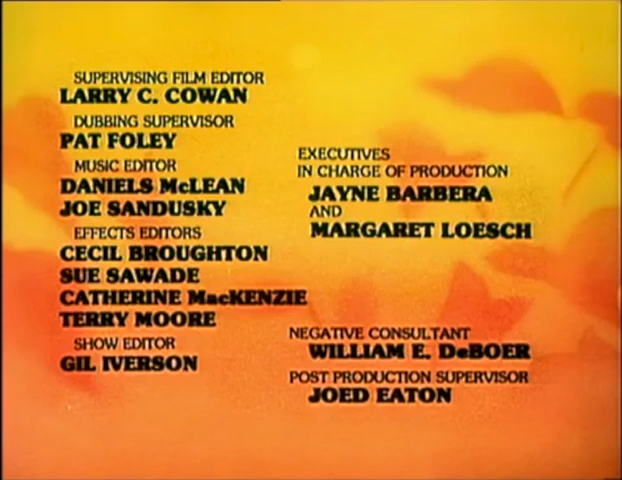 SUPERVISING FILM EDITOR
LARRY C. COWAN
DUBBING SUPERVISOR
PAT FOLEY
MUSIC EDITOR
DANIELS McLEAN
JOE SANDUSKY
EFFECTS EDITORS
CECIL BROUGHTON
SUE SAWADE
CATHERINE MacKENZIE
TERRY MOORE
SHOW EDITOR
GIL IVERSON
EXECUTIVES
IN CHARGE OF PRODUCTION
JAYNE BARBERA
AND
MARGARET LOESCH
NEGATIVE CONSULTANT
WILLIAM E. DeBOER
POST PRODUCTION SUPERVISOR
JOED EATON